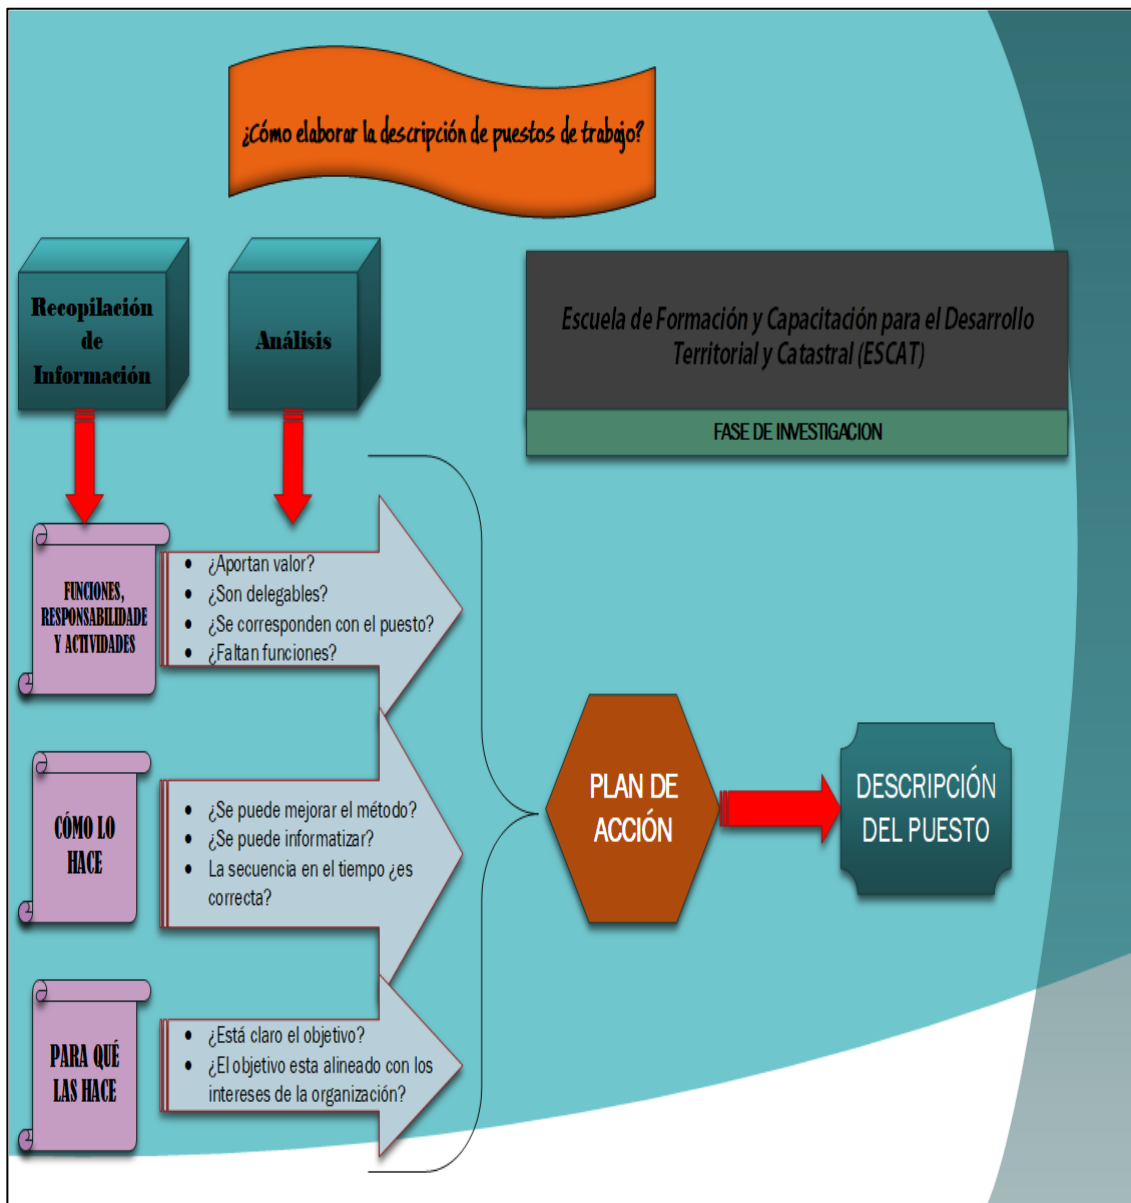 ¿Cómo elaborar la descripción de puestos de trabajo?
Recopilación
de
Información
Análisis
Escuela de Formación y Capacitación para el Desarrollo
Territorial y Catastral (ESCAT)
FASE DE INVESTIGACION
FUNCIONES,
RESPONSABILIDADE
Y ACTIVIDADES
• ¿Aportan valor?
• ¿Son delegables?
• ¿Se corresponden con el puesto?
• ¿Faltan funciones?
CÓMO LO
HACE
• ¿Se puede mejorar el método?
• ¿Se puede informatizar?
• La secuencia en el tiempo ¿es
correcta?
PARA QUÉ
LAS HACE
• ¿Está claro el objetivo?
• ¿El objetivo esta alineado con los
intereses de la organización?
PLAN DE
ACCIÓN
DESCRIPCIÓN
DEL PUESTO